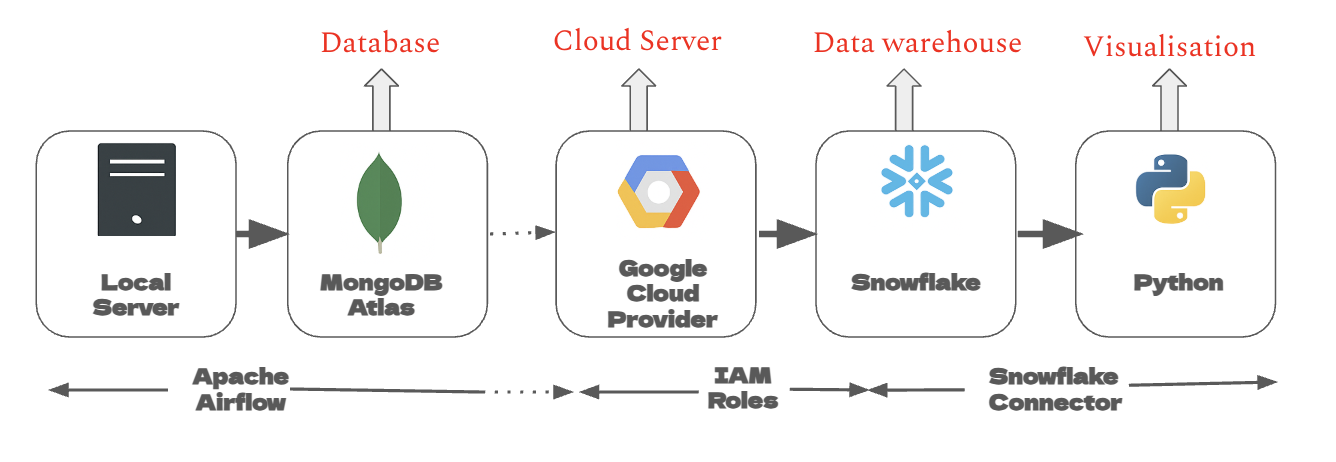 Database
Cloud Server
Data warehouse
Visualisation
Local
Server
MongoDB
Atlas
Google
Cloud
Provider
Snowflake
Python
Apache
Airflow
IAM
Roles
Snowflake
Connector